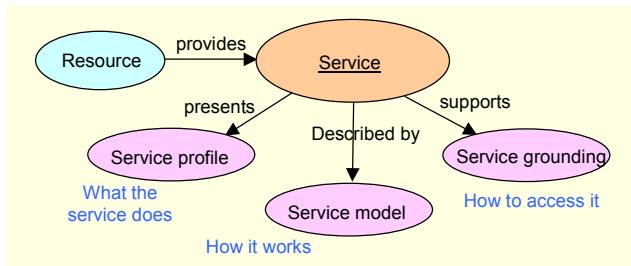 provides
Resource
Service
presents
supports
Described by
Service profile
Service grounding
What the
service does
How to access it
Service model
How it works